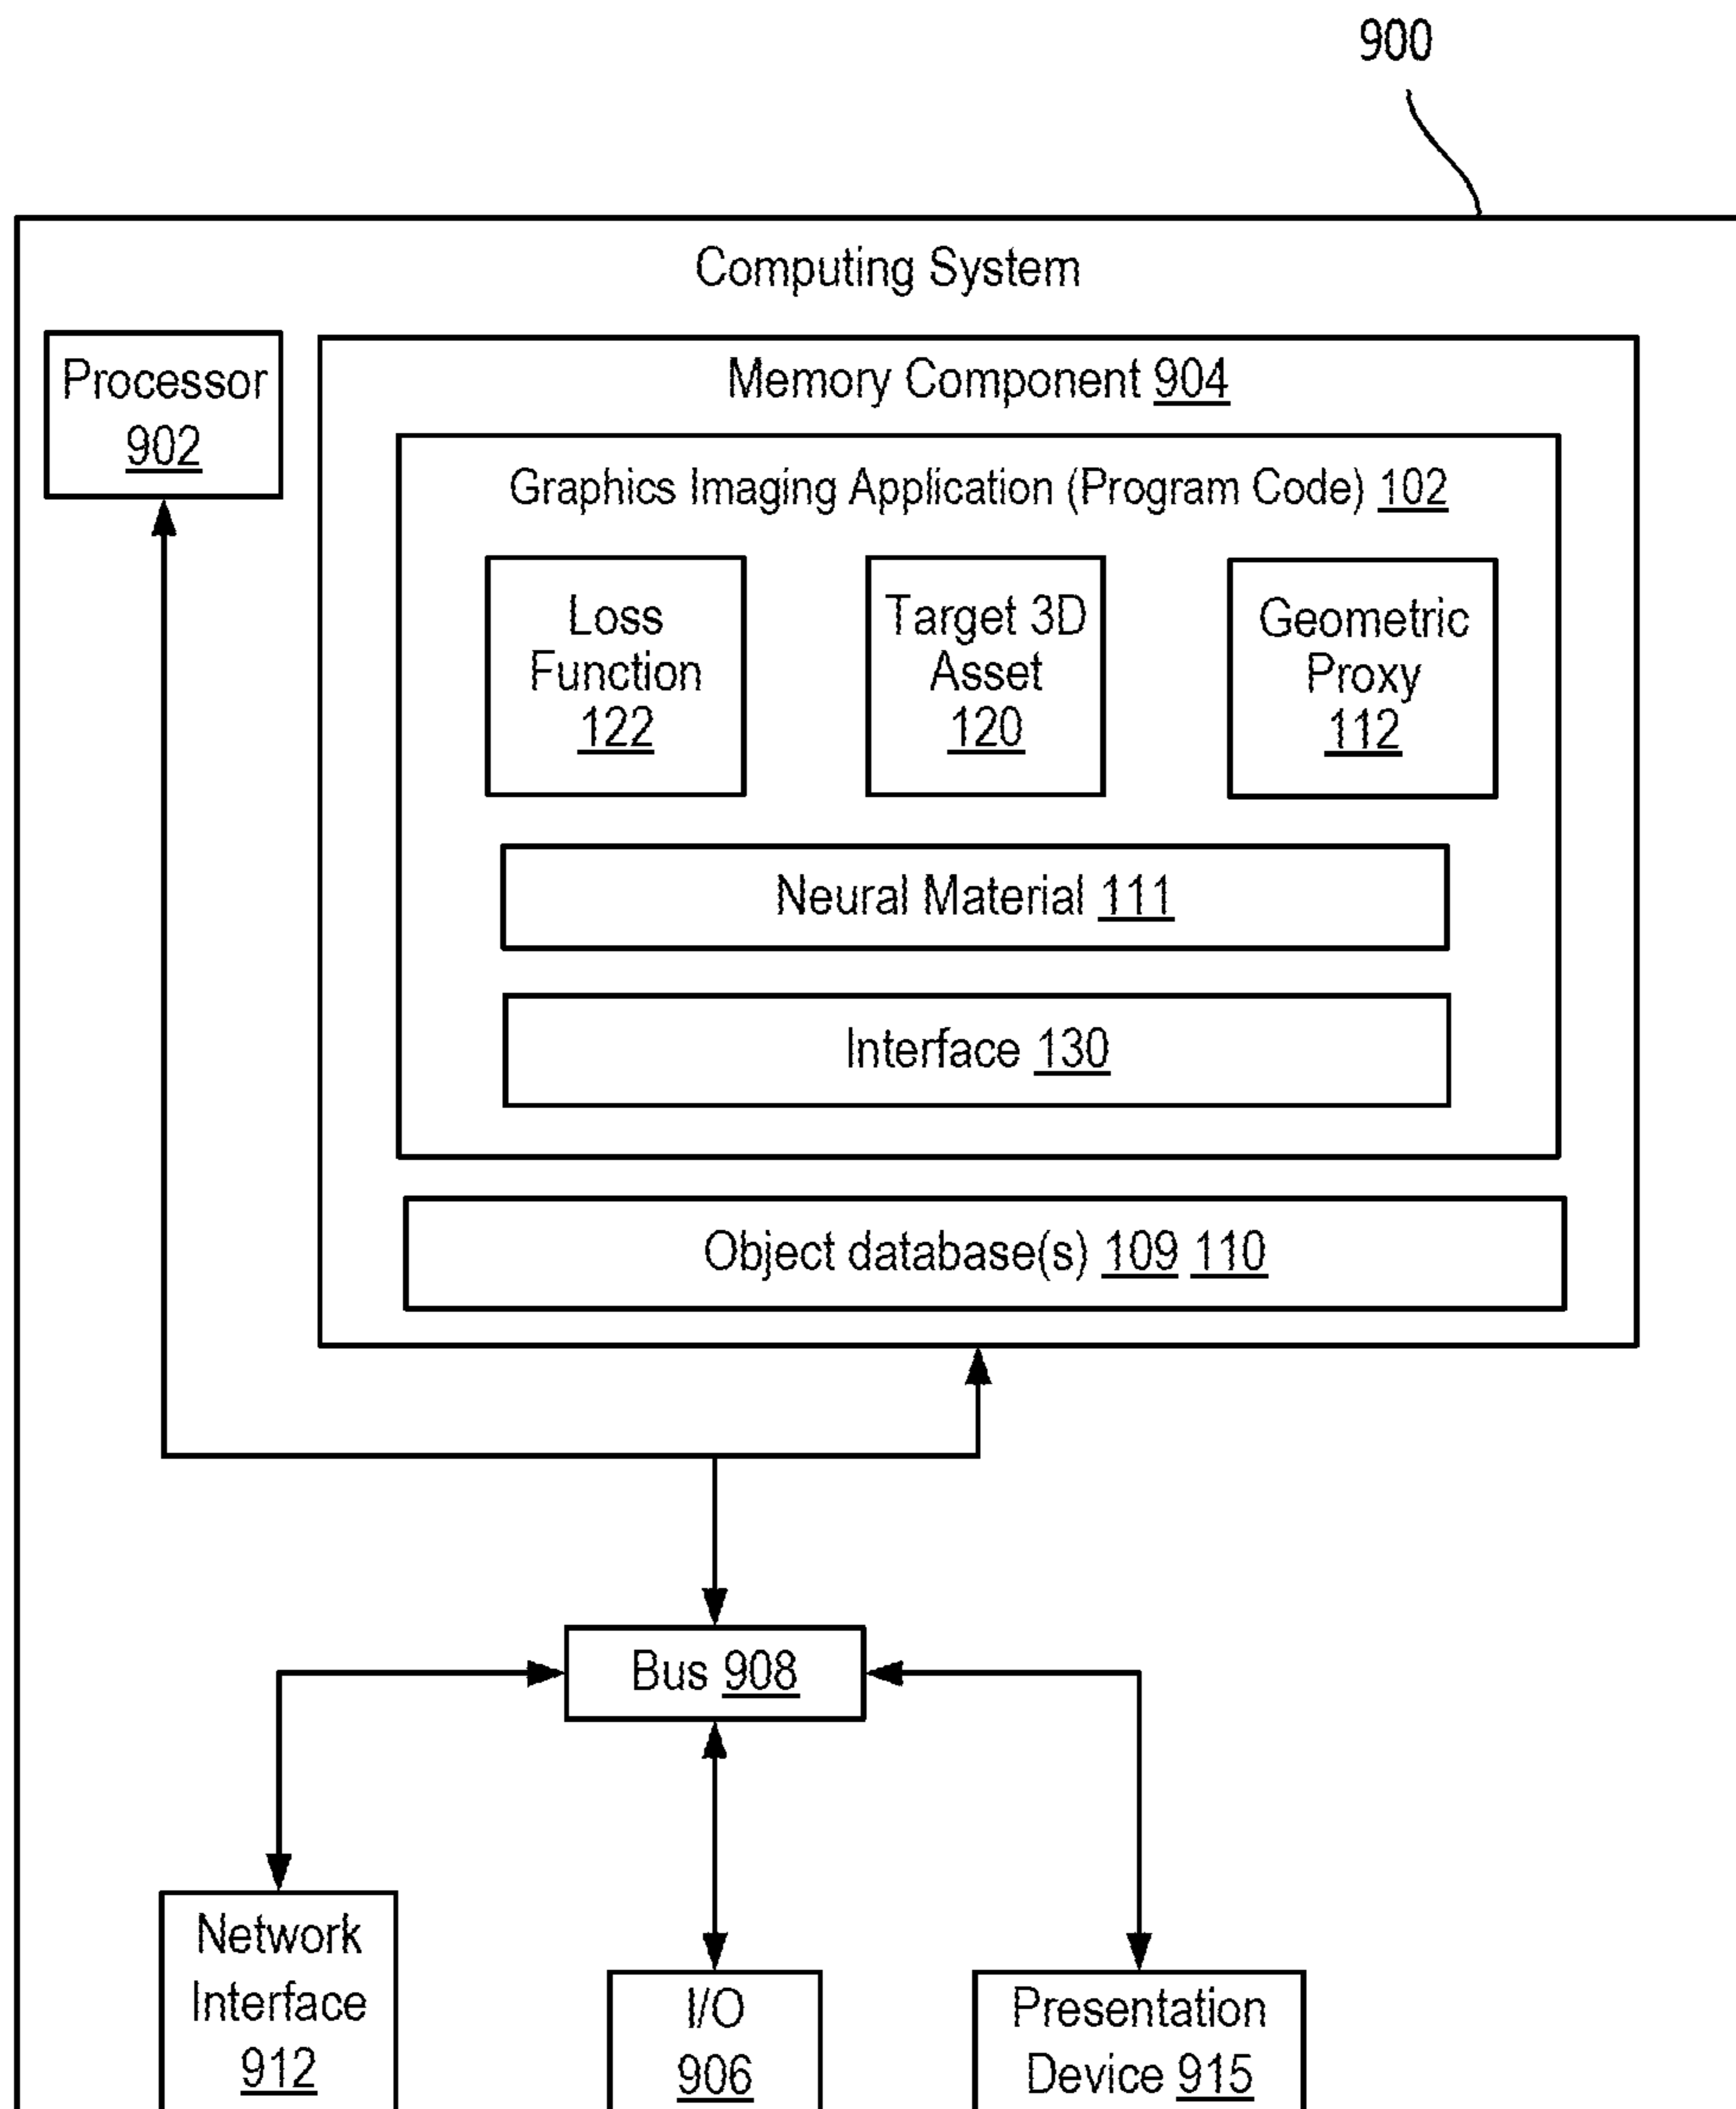 900
Computing System
Processor
902
Memory Component 904
Graphics Imaging Application (Program Code) 102
Loss
Function
122
Target 3D
Asset
120
Geometric
Proxy
112
Neural Material 111
Interface 130
Object database(s) 109 110
Bus 908
Network
Interface
912
I/O
906
Presentation
Device 915